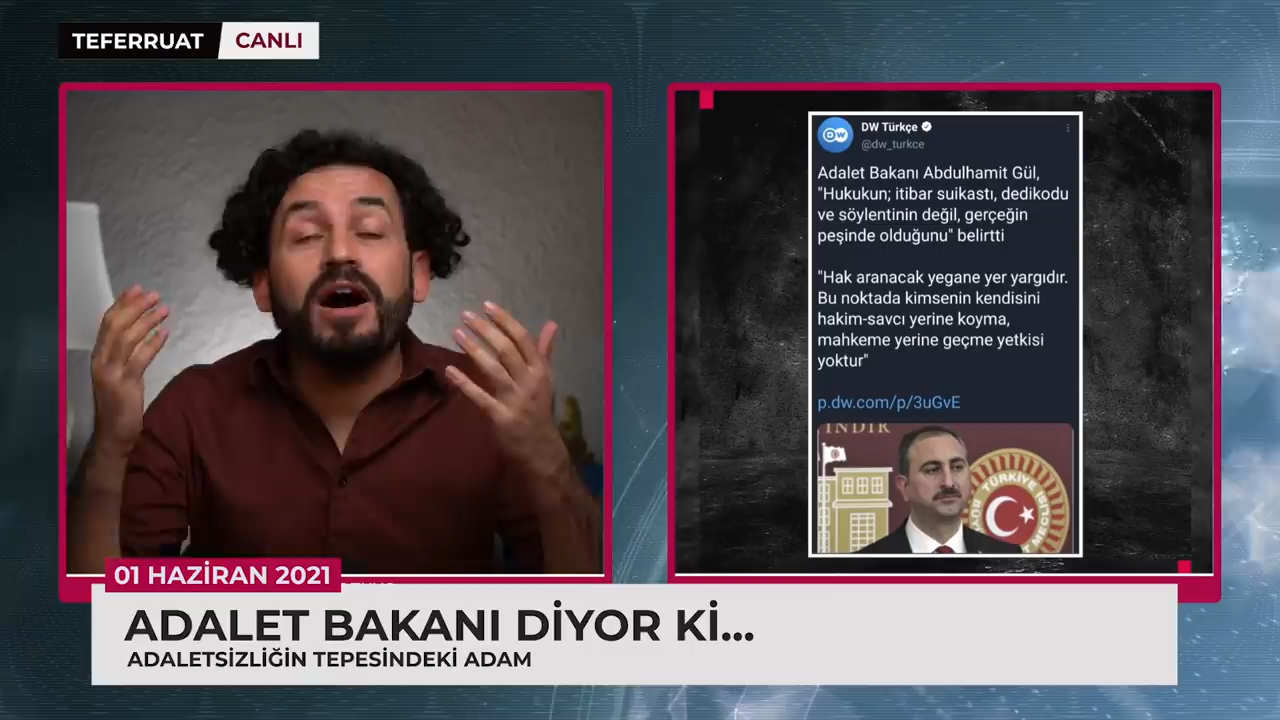 TEFERRUAT CANLI
DW Türkçe
@dw_turkce
Adalet Bakanı Abdulhamit Gül,
"Hukukun; itibar suikastı, dedikodu
ve söylentinin değil, gerçeğin
peşinde olduğunu" belirtti
"Hak aranacak yegane yer yargıdır.
Bu noktada kimsenin kendisini
hakim-savcı yerine koyma,
mahkeme yerine geçme yetkisi
yoktur"
p.dw.com/p/3uGvE
TÜRKİYE
01 HAZİRAN 2021
ADALET BAKANI DİYOR Kİ...
ADALETSİZLİĞİN TEPESİNDEKİ ADAM